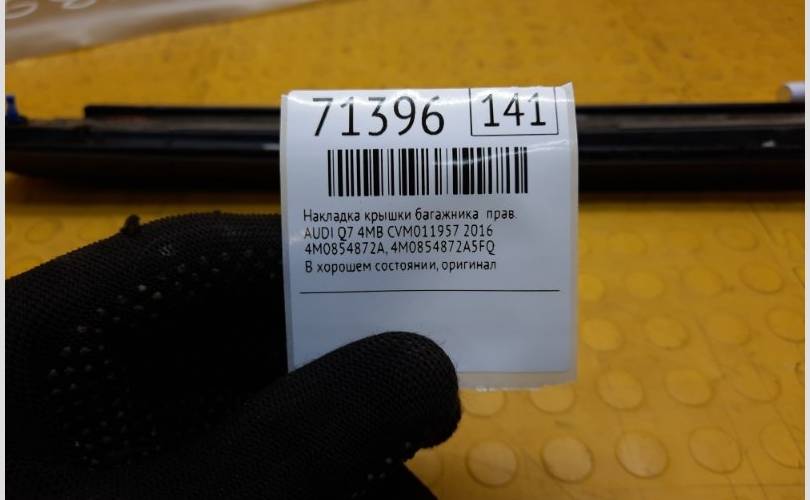 71396 141
Накладка крышки багажника прав.
AUDI Q7 4MB CVM011957 2016
4M0854872A, 4M0854872A5FQ
В хорошем состоянии, оригинал